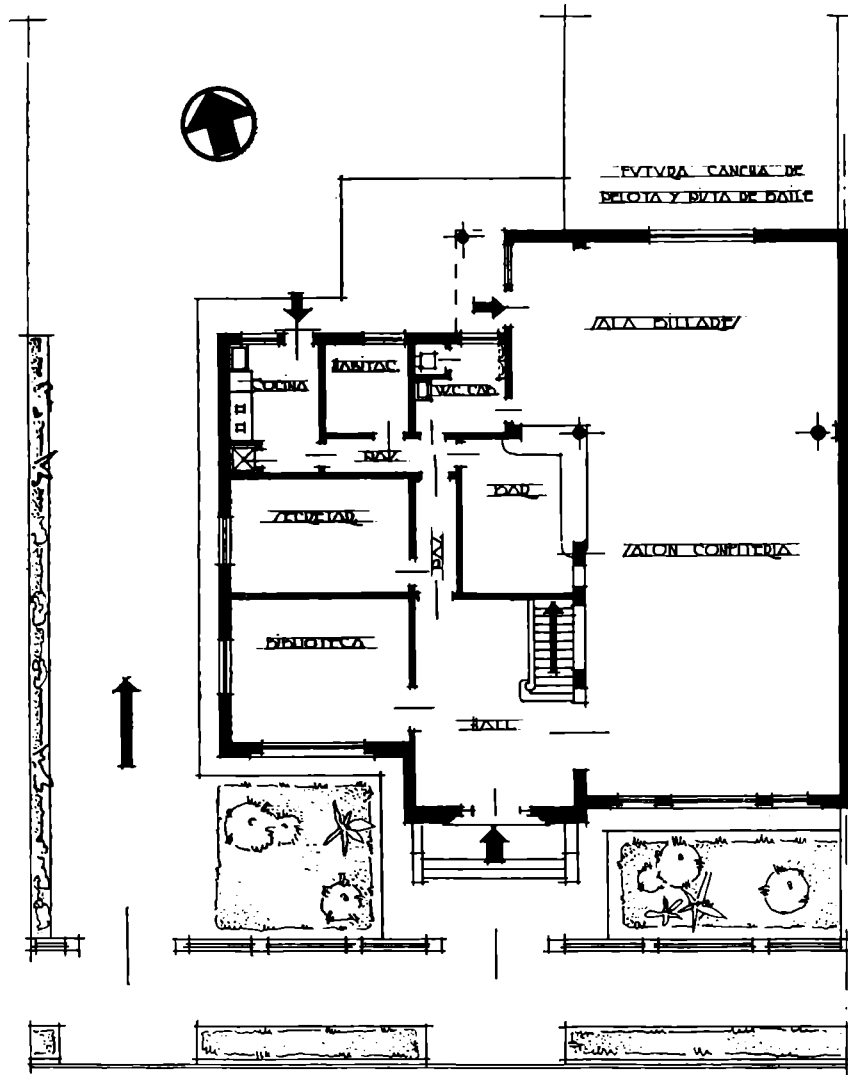 FUTURA CANCHA DE
PELOTA Y PISTA DE BAILE
SALA BILLARES
HABITAC.
COCINA
W.C. CAB.
PAS.
BAR
SECRETAR.
PAS.
SALON CONFITERIA
BIBLIOTECA
HALL